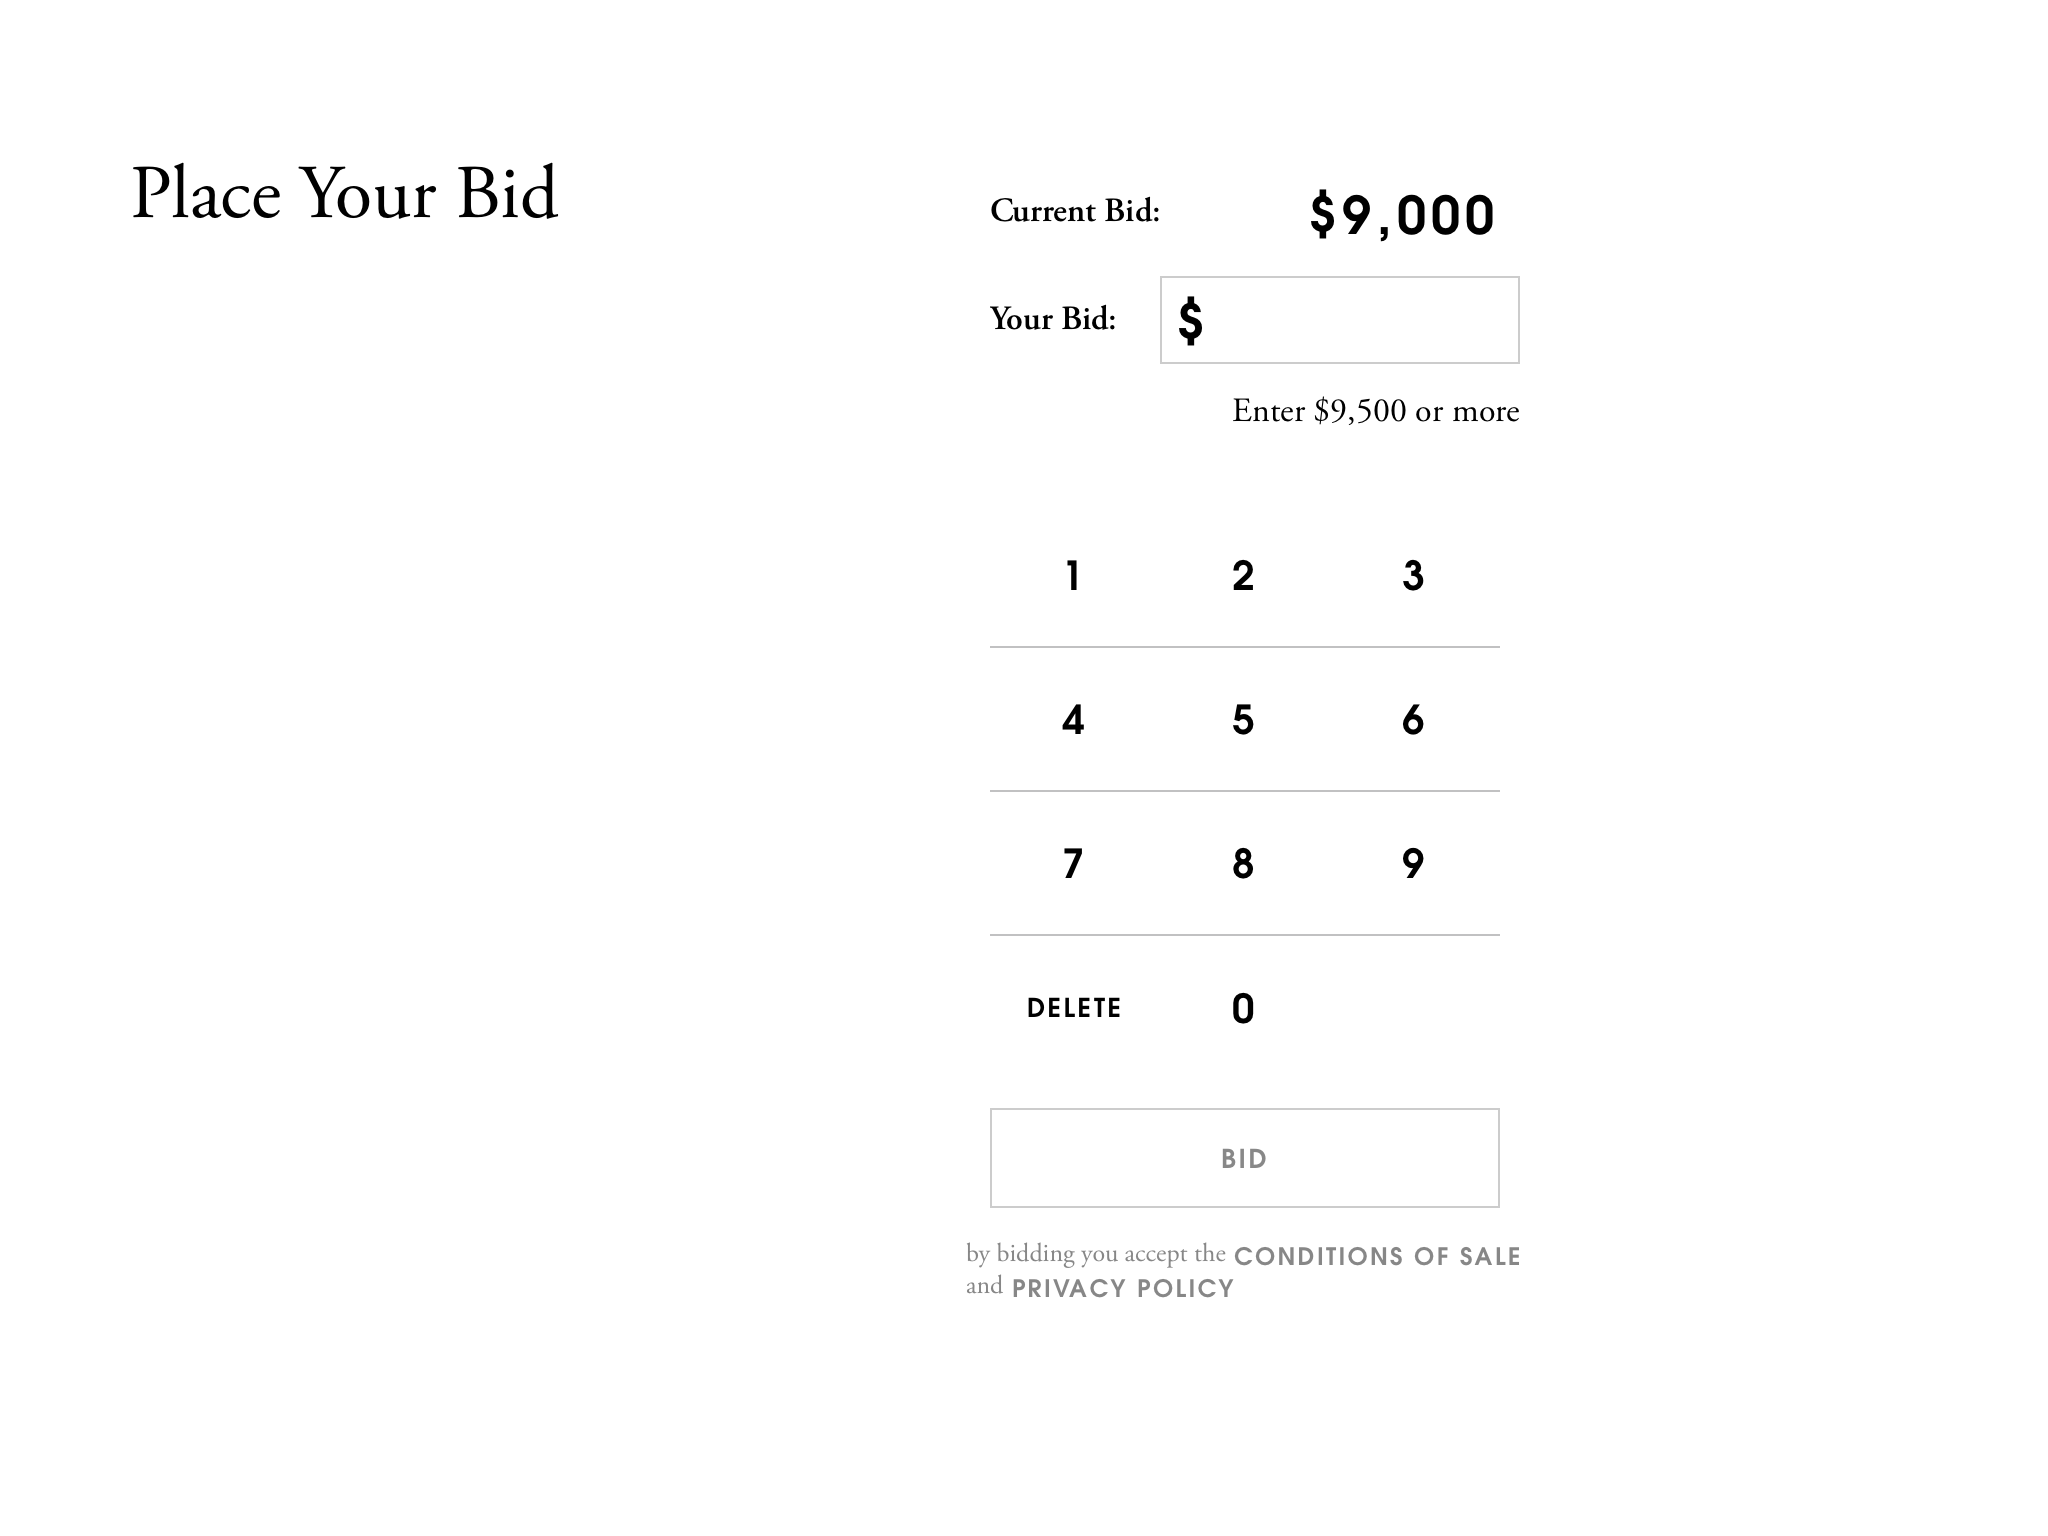 Place Your Bid
Current Bid: $9,000
Your Bid: $
Enter $9,500 or more
1 2 3
4 5 6
7 8 9
DELETE 0
BID
by bidding you accept the CONDITIONS OF SALE
and PRIVACY POLICY